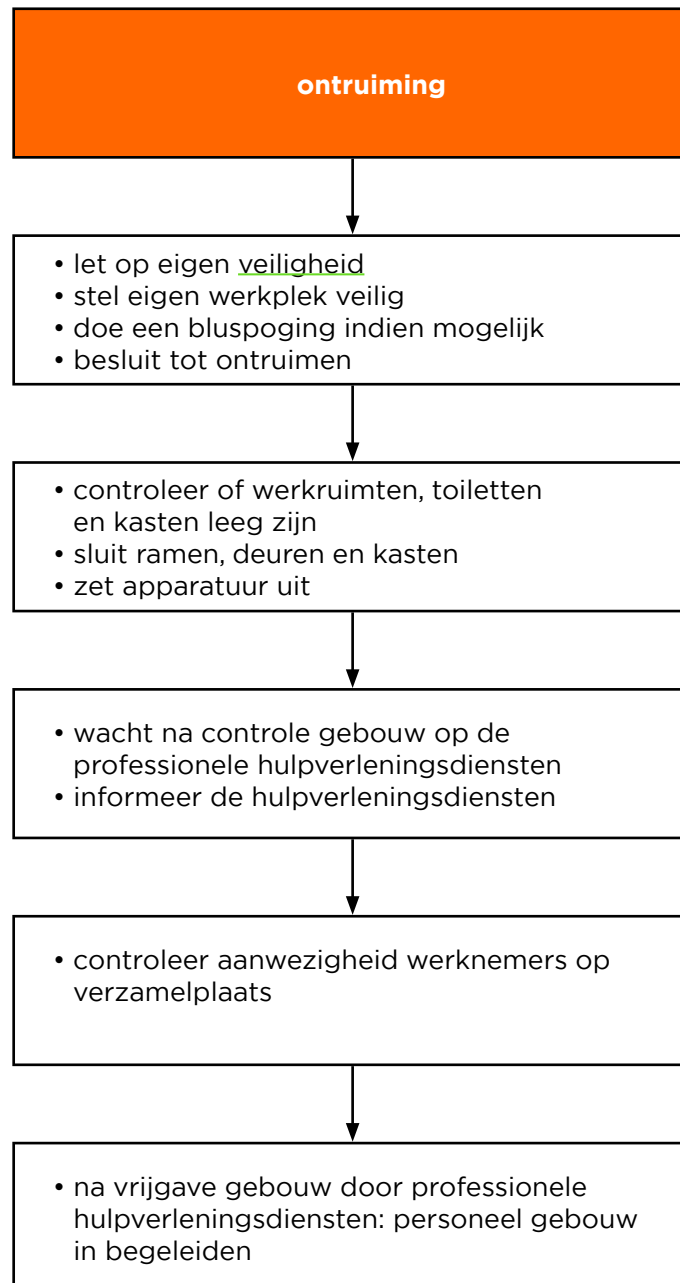 ontruiming
• let op eigen veiligheid
• stel eigen werkplek veilig
• doe een bluspoging indien mogelijk
• besluit tot ontruimen
• controleer of werkruimten, toiletten
en kasten leeg zijn
• sluit ramen, deuren en kasten
• zet apparatuur uit
• wacht na controle gebouw op de
professionele hulpverleningsdiensten
• informeer de hulpverleningsdiensten
• controleer aanwezigheid werknemers op
verzamelplaats
• na vrijgave gebouw door professionele
hulpverleningsdiensten: personeel gebouw
in begeleiden